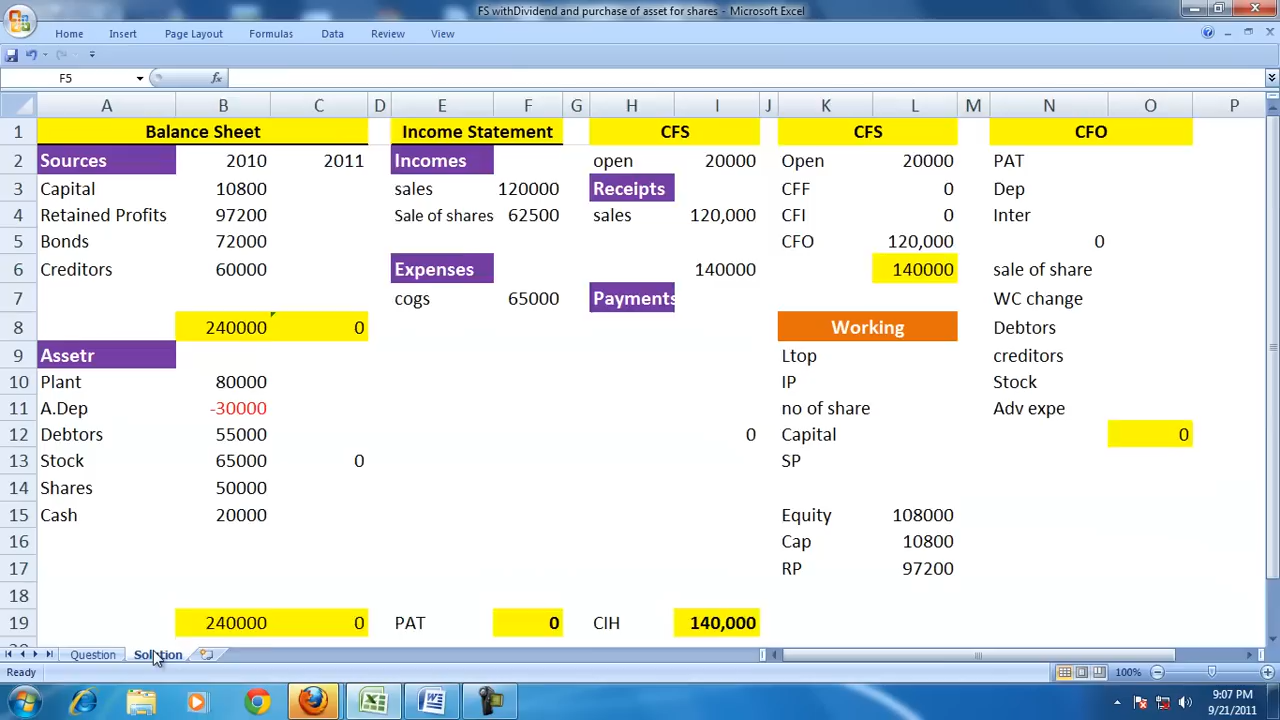 FS withDividend and purchase of asset for shares - Microsoft Excel
Home Insert Page Layout Formulas Data Review View
F5 fx
A B C D E F G H I J K L M N O P
1 Balance Sheet Income Statement CFS CFS CFO
2 Sources 2010 2011 Incomes open 20000 Open 20000 PAT
3 Capital 10800 sales 120000 Receipts CFF 0 Dep
4 Retained Profits 97200 Sale of shares 62500 sales 120,000 CFI 0 Inter
5 Bonds 72000 CFO 120,000 0
6 Creditors 60000 Expenses 140000 140000 sale of share
7 cogs 65000 Payments WC change
8 240000 0 Working Debtors
9 Assetr Ltop creditors
10 Plant 80000 IP Stock
11 A.Dep -30000 no of share Adv expe
12 Debtors 55000 0 Capital 0
13 Stock 65000 0 SP
14 Shares 50000
15 Cash 20000 Equity 108000
16 Cap 10800
17 RP 97200
18
19 240000 0 PAT 0 CIH 140,000
Question Solution
Ready 100%
9:07 PM
9/21/2011